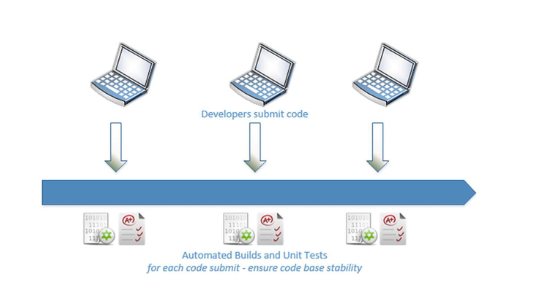 Developers submit code
A+
A+
A+
Automated Builds and Unit Tests
for each code submit - ensure code base stability